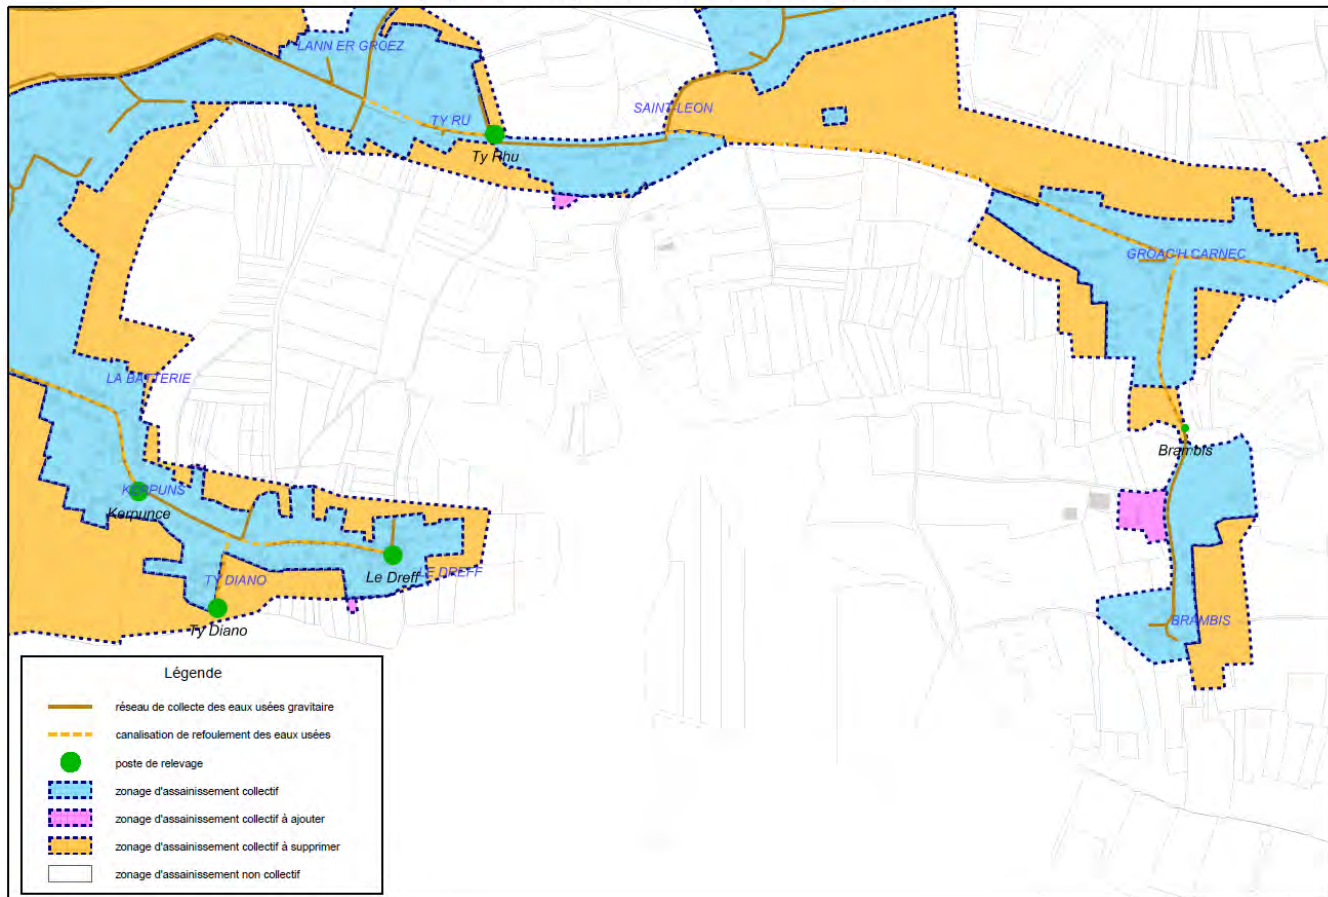 LANN ER GROEZ
SAINT-LEON
TY RU
Ty Rhu
GROAC'H CARNEC
LA BATTERIE
Brambis
KERPUNS
Kerpunce
Le Dreff
LE DREFF
TY DIANO
BRAMBIS
Ty Diano
Légende
réseau de collecte des eaux usées gravitaire
canalisation de refoulement des eaux usées
poste de relevage
zonage d'assainissement collectif
zonage d'assainissement collectif à ajouter
zonage d'assainissement collectif à supprimer
zonage d'assainissement non collectif